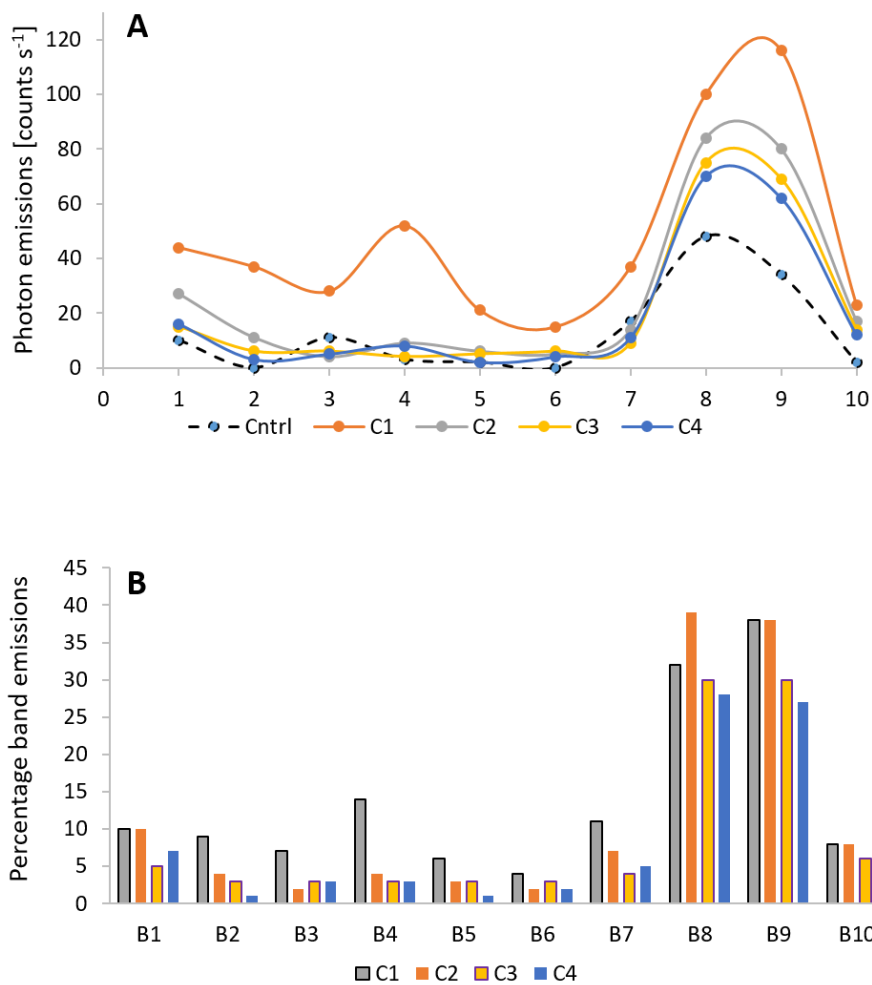 A
Photon emissions [counts s⁻¹]
120
100
80
60
40
20
0
0 1 2 3 4 5 6 7 8 9 10
Cntrl C1 C2 C3 C4
B
Percentage band emissions
45
40
35
30
25
20
15
10
5
0
B1 B2 B3 B4 B5 B6 B7 B8 B9 B10
C1 C2 C3 C4